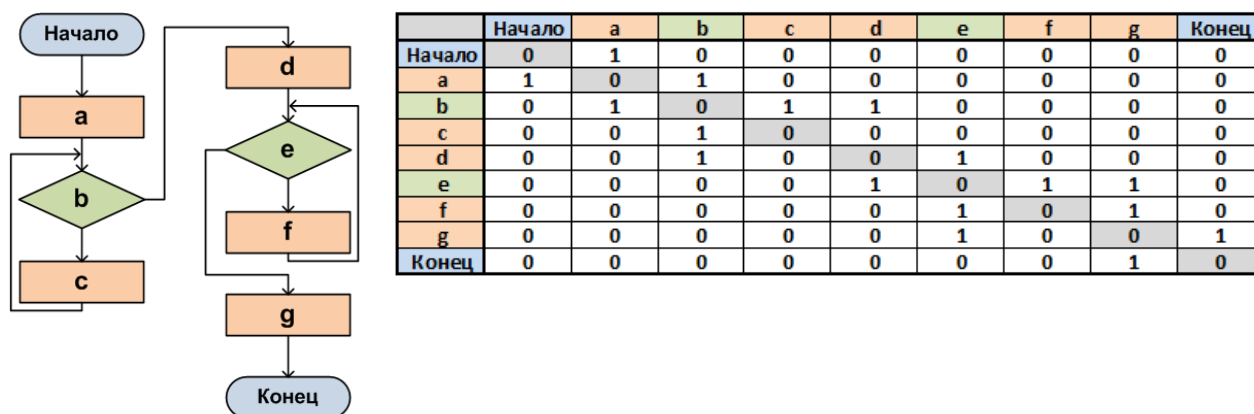 Начало
a
b
c
d
e
f
g
Конец
Начало a b c d e f g Конец
Начало 0 1 0 0 0 0 0 0 0
a 1 0 1 0 0 0 0 0 0
b 0 1 0 1 1 0 0 0 0
c 0 0 1 0 0 0 0 0 0
d 0 0 1 0 0 1 0 0 0
e 0 0 0 0 1 0 1 1 0
f 0 0 0 0 0 1 0 1 0
g 0 0 0 0 0 1 0 0 1
Конец 0 0 0 0 0 0 0 1 0